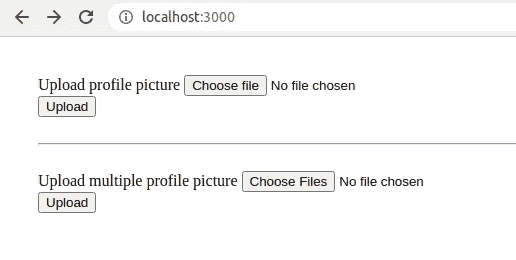 localhost:3000
Upload profile picture Choose file No file chosen
Upload
Upload multiple profile picture Choose Files No file chosen
Upload